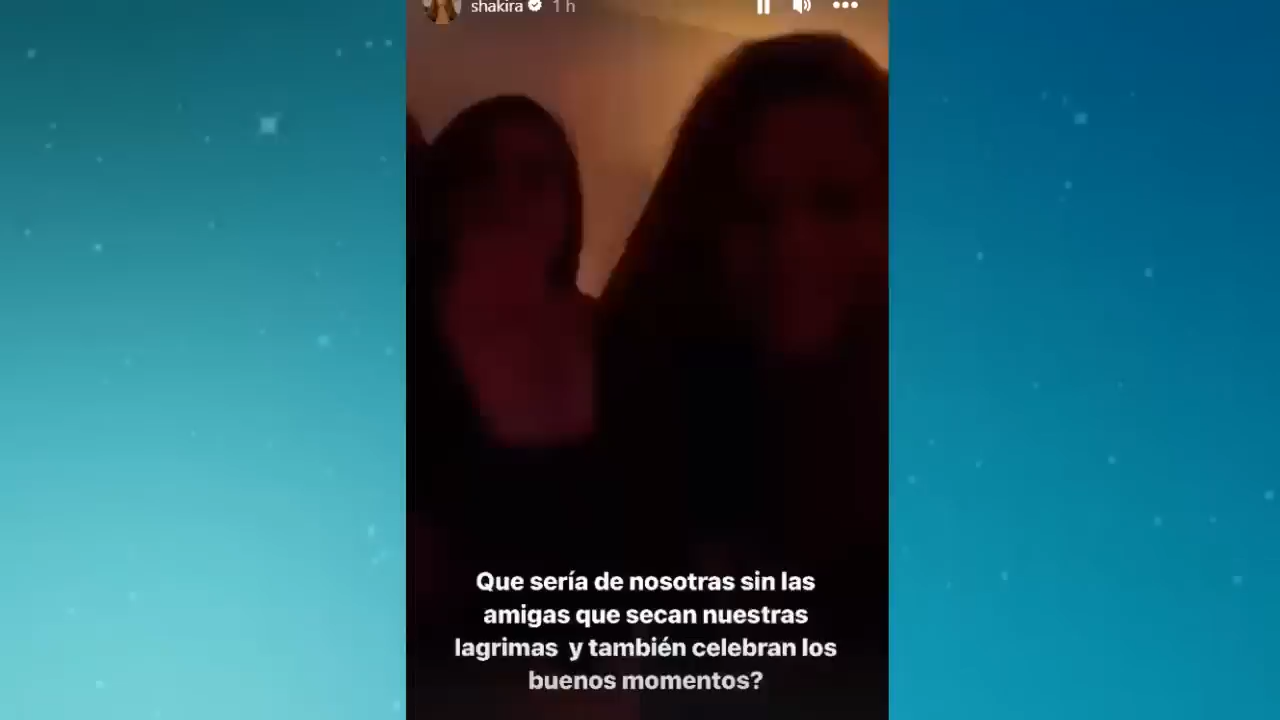 shakira 1 h
Que sería de nosotras sin las
amigas que secan nuestras
lagrimas y también celebran los
buenos momentos?